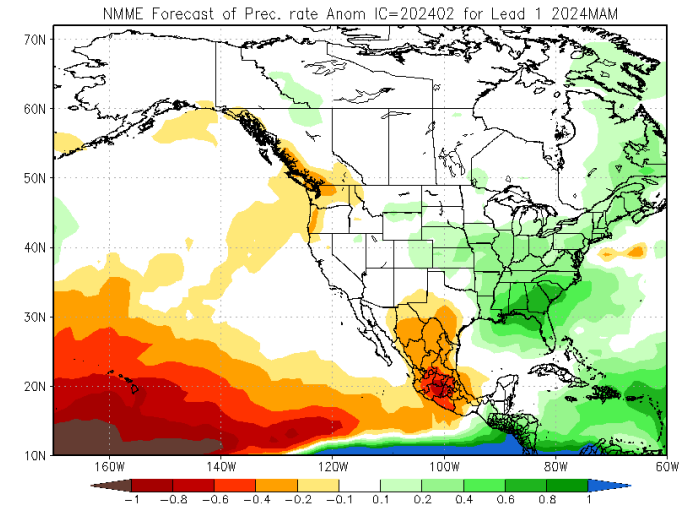 NMME Forecast of Prec. rate Anom IC=202402 for Lead 1 2024MAM
70N
60N
50N
40N
30N
20N
10N
160W 140W 120W 100W 80W 60W
-1 -0.8 -0.6 -0.4 -0.2 -0.1 0.1 0.2 0.4 0.6 0.8 1